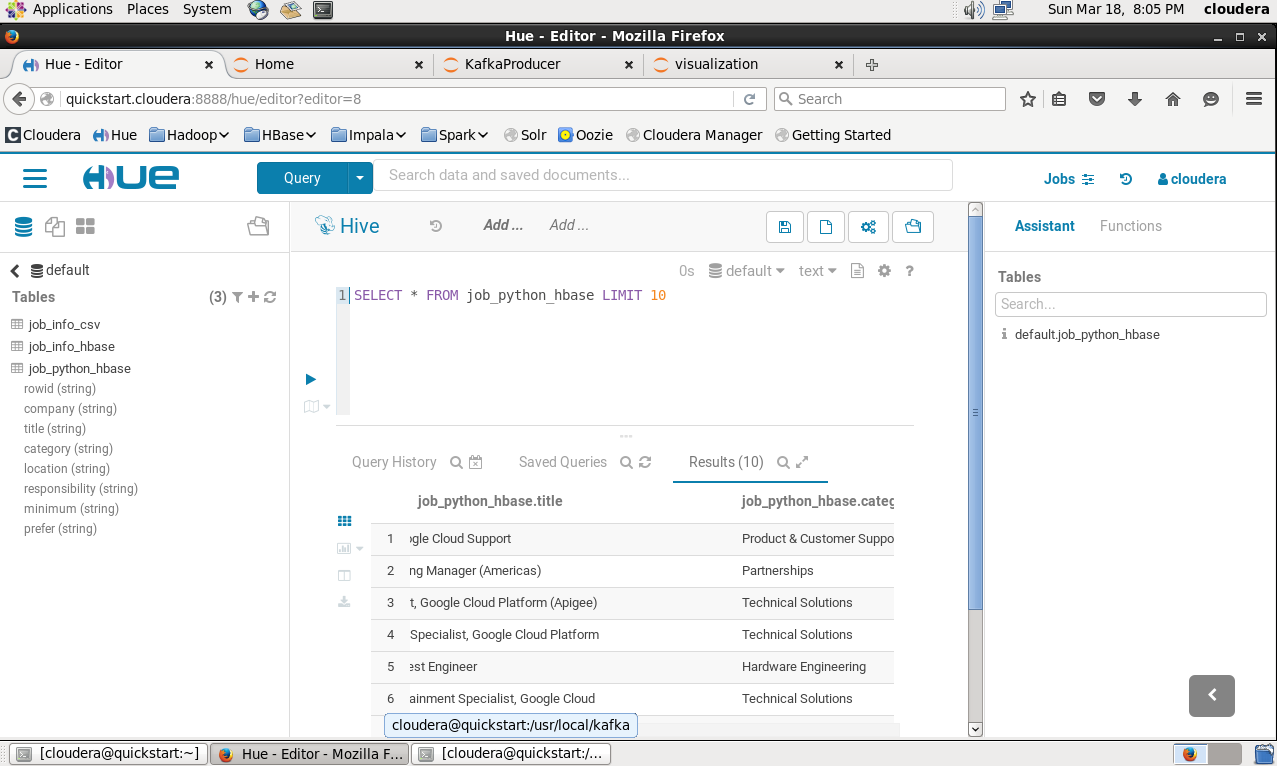 Applications Places System Sun Mar 18, 8:05 PM cloudera
Hue - Editor - Mozilla Firefox
Hue - Editor Home KafkaProducer visualization
quickstart.cloudera:8888/hue/editor?editor=8 Search
Cloudera Hue Hadoop HBase Impala Spark Solr Oozie Cloudera Manager Getting Started
HUE Query Search data and saved documents... Jobs cloudera
Hive Add ... Add ... Assistant Functions
default
0s default text ?
Tables (3)
Tables
Search...
default.job_python_hbase
1 SELECT * FROM job_python_hbase LIMIT 10
job_info_csv
job_info_hbase
job_python_hbase
rowid (string)
company (string)
title (string)
category (string)
location (string)
responsibility (string)
minimum (string)
prefer (string)
Query History Saved Queries Results (10)
job_python_hbase.title job_python_hbase.categ
1 gle Cloud Support Product & Customer Suppo
2 ng Manager (Americas) Partnerships
3 t, Google Cloud Platform (Apigee) Technical Solutions
4 Specialist, Google Cloud Platform Technical Solutions
5 est Engineer Hardware Engineering
6 ainment Specialist, Google Cloud Technical Solutions
cloudera@quickstart:/usr/local/kafka
[cloudera@quickstart:~] Hue - Editor - Mozilla F... [cloudera@quickstart:/...